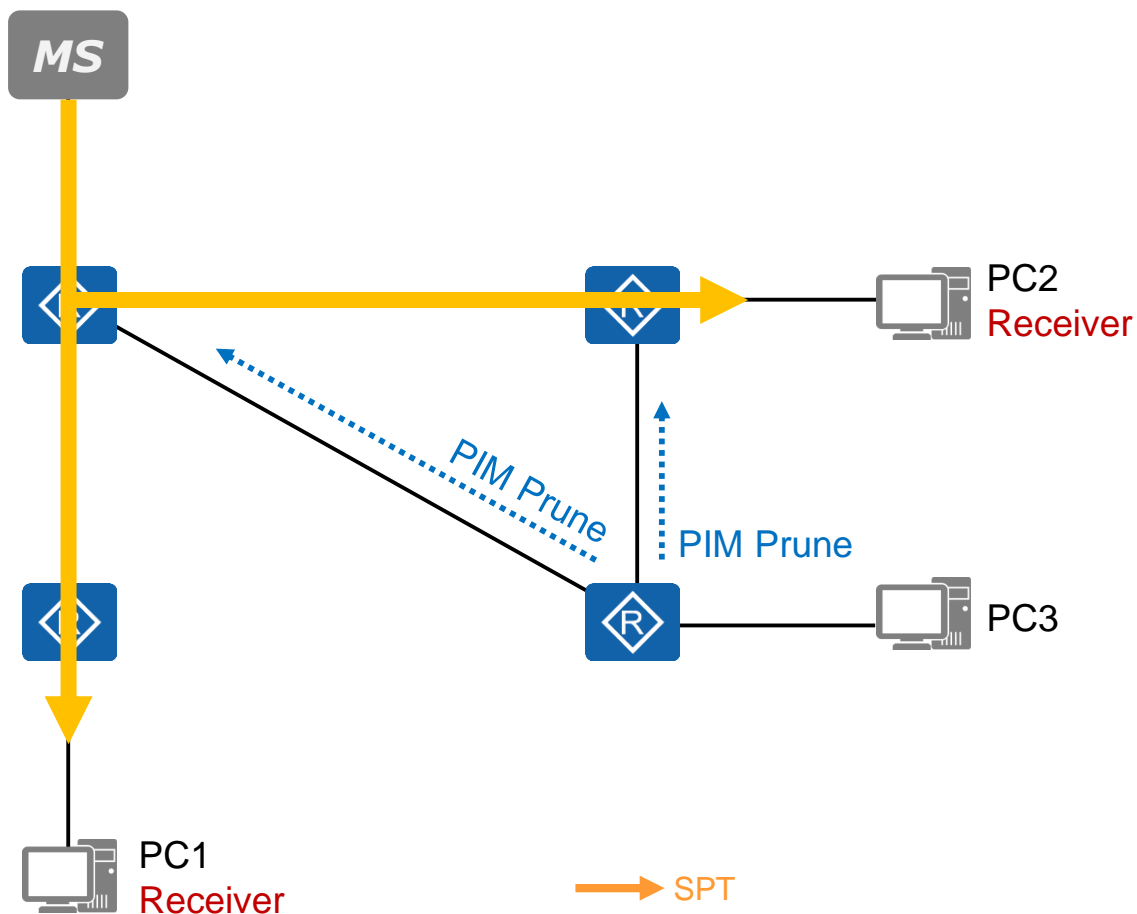 MS
R
R
PC2
Receiver
PIM Prune
PIM Prune
R
R
PC3
PC1
Receiver
SPT